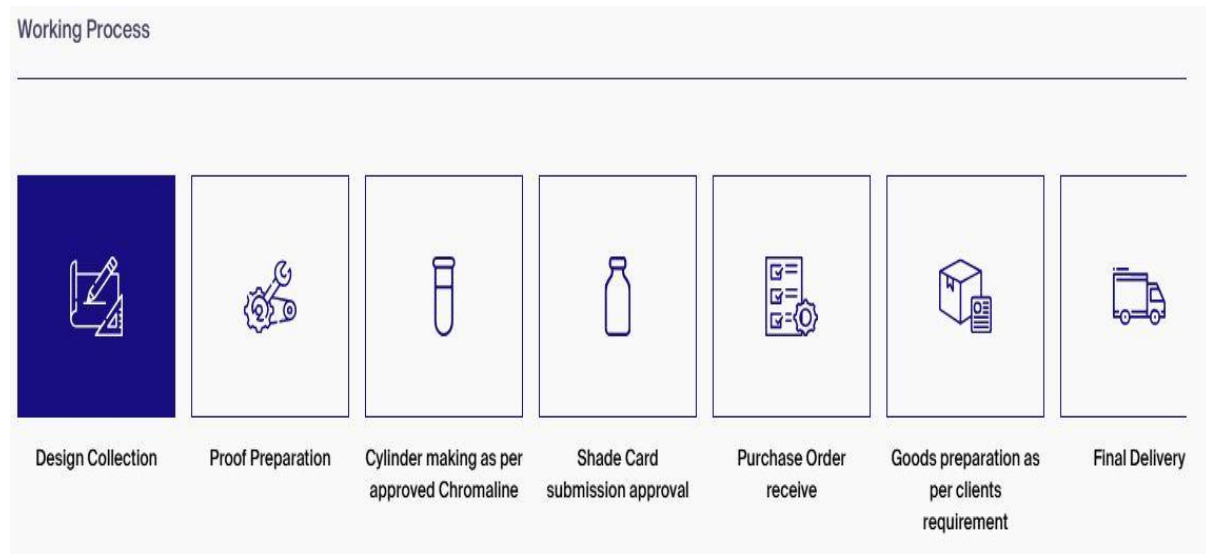 Working Process
Design Collection
Proof Preparation
Cylinder making as per
approved Chromaline
Shade Card
submission approval
Purchase Order
receive
Goods preparation as
per clients
requirement
Final Delivery